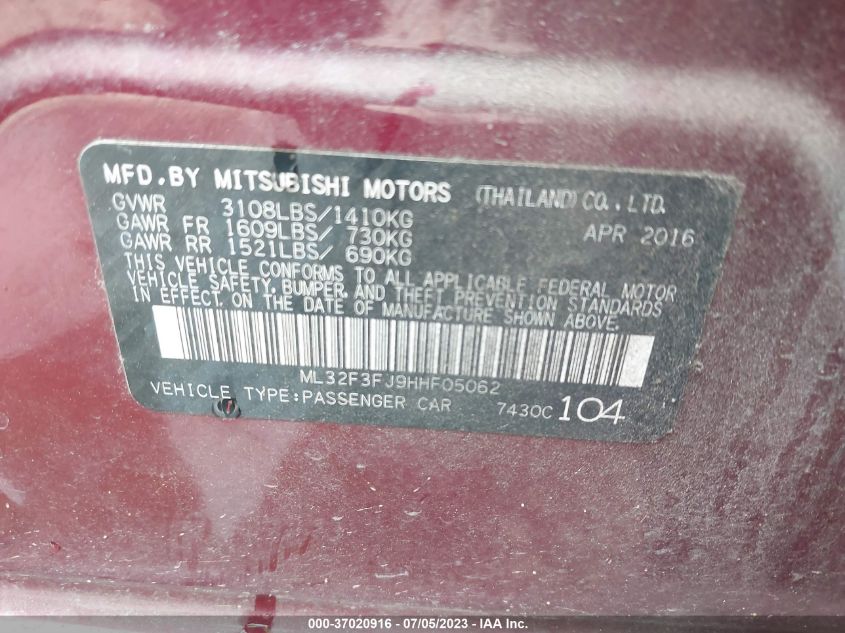 MFD. BY MITSUBISHI MOTORS (THAILAND) CO., LTD.
GVWR 3108LBS/1410KG APR 2016
GAWR FR 1609LBS/ 730KG
GAWR RR 1521LBS/ 690KG
THIS VEHICLE CONFORMS TO ALL APPLICABLE FEDERAL MOTOR
VEHICLE SAFETY, BUMPER, AND THEFT PREVENTION STANDARDS
IN EFFECT ON THE DATE OF MANUFACTURE SHOWN ABOVE.
ML32F3FJ9HHF05062
VEHICLE TYPE:PASSENGER CAR 7430C 104
000-37020916 - 07/05/2023 - IAA Inc.